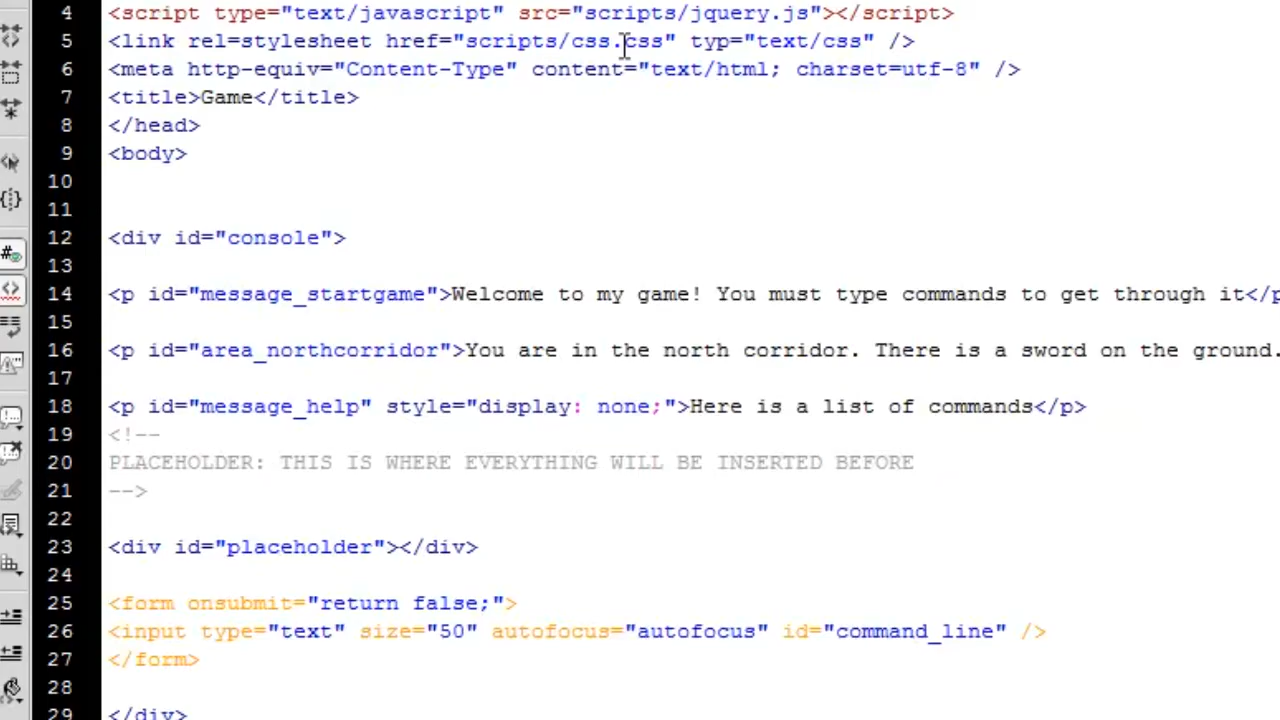 4 <script type="text/javascript" src="scripts/jquery.js"></script>
5 <link rel=stylesheet href="scripts/css.css" typ="text/css" />
6 <meta http-equiv="Content-Type" content="text/html; charset=utf-8" />
7 <title>Game</title>
8 </head>
9 <body>
10
11
12 <div id="console">
13
14 <p id="message_startgame">Welcome to my game! You must type commands to get through it</p
15
16 <p id="area_northcorridor">You are in the north corridor. There is a sword on the ground.
17
18 <p id="message_help" style="display: none;">Here is a list of commands</p>
19 <!--
20 PLACEHOLDER: THIS IS WHERE EVERYTHING WILL BE INSERTED BEFORE
21 -->
22
23 <div id="placeholder"></div>
24
25 <form onsubmit="return false;">
26 <input type="text" size="50" autofocus="autofocus" id="command_line" />
27 </form>
28
29 </div>